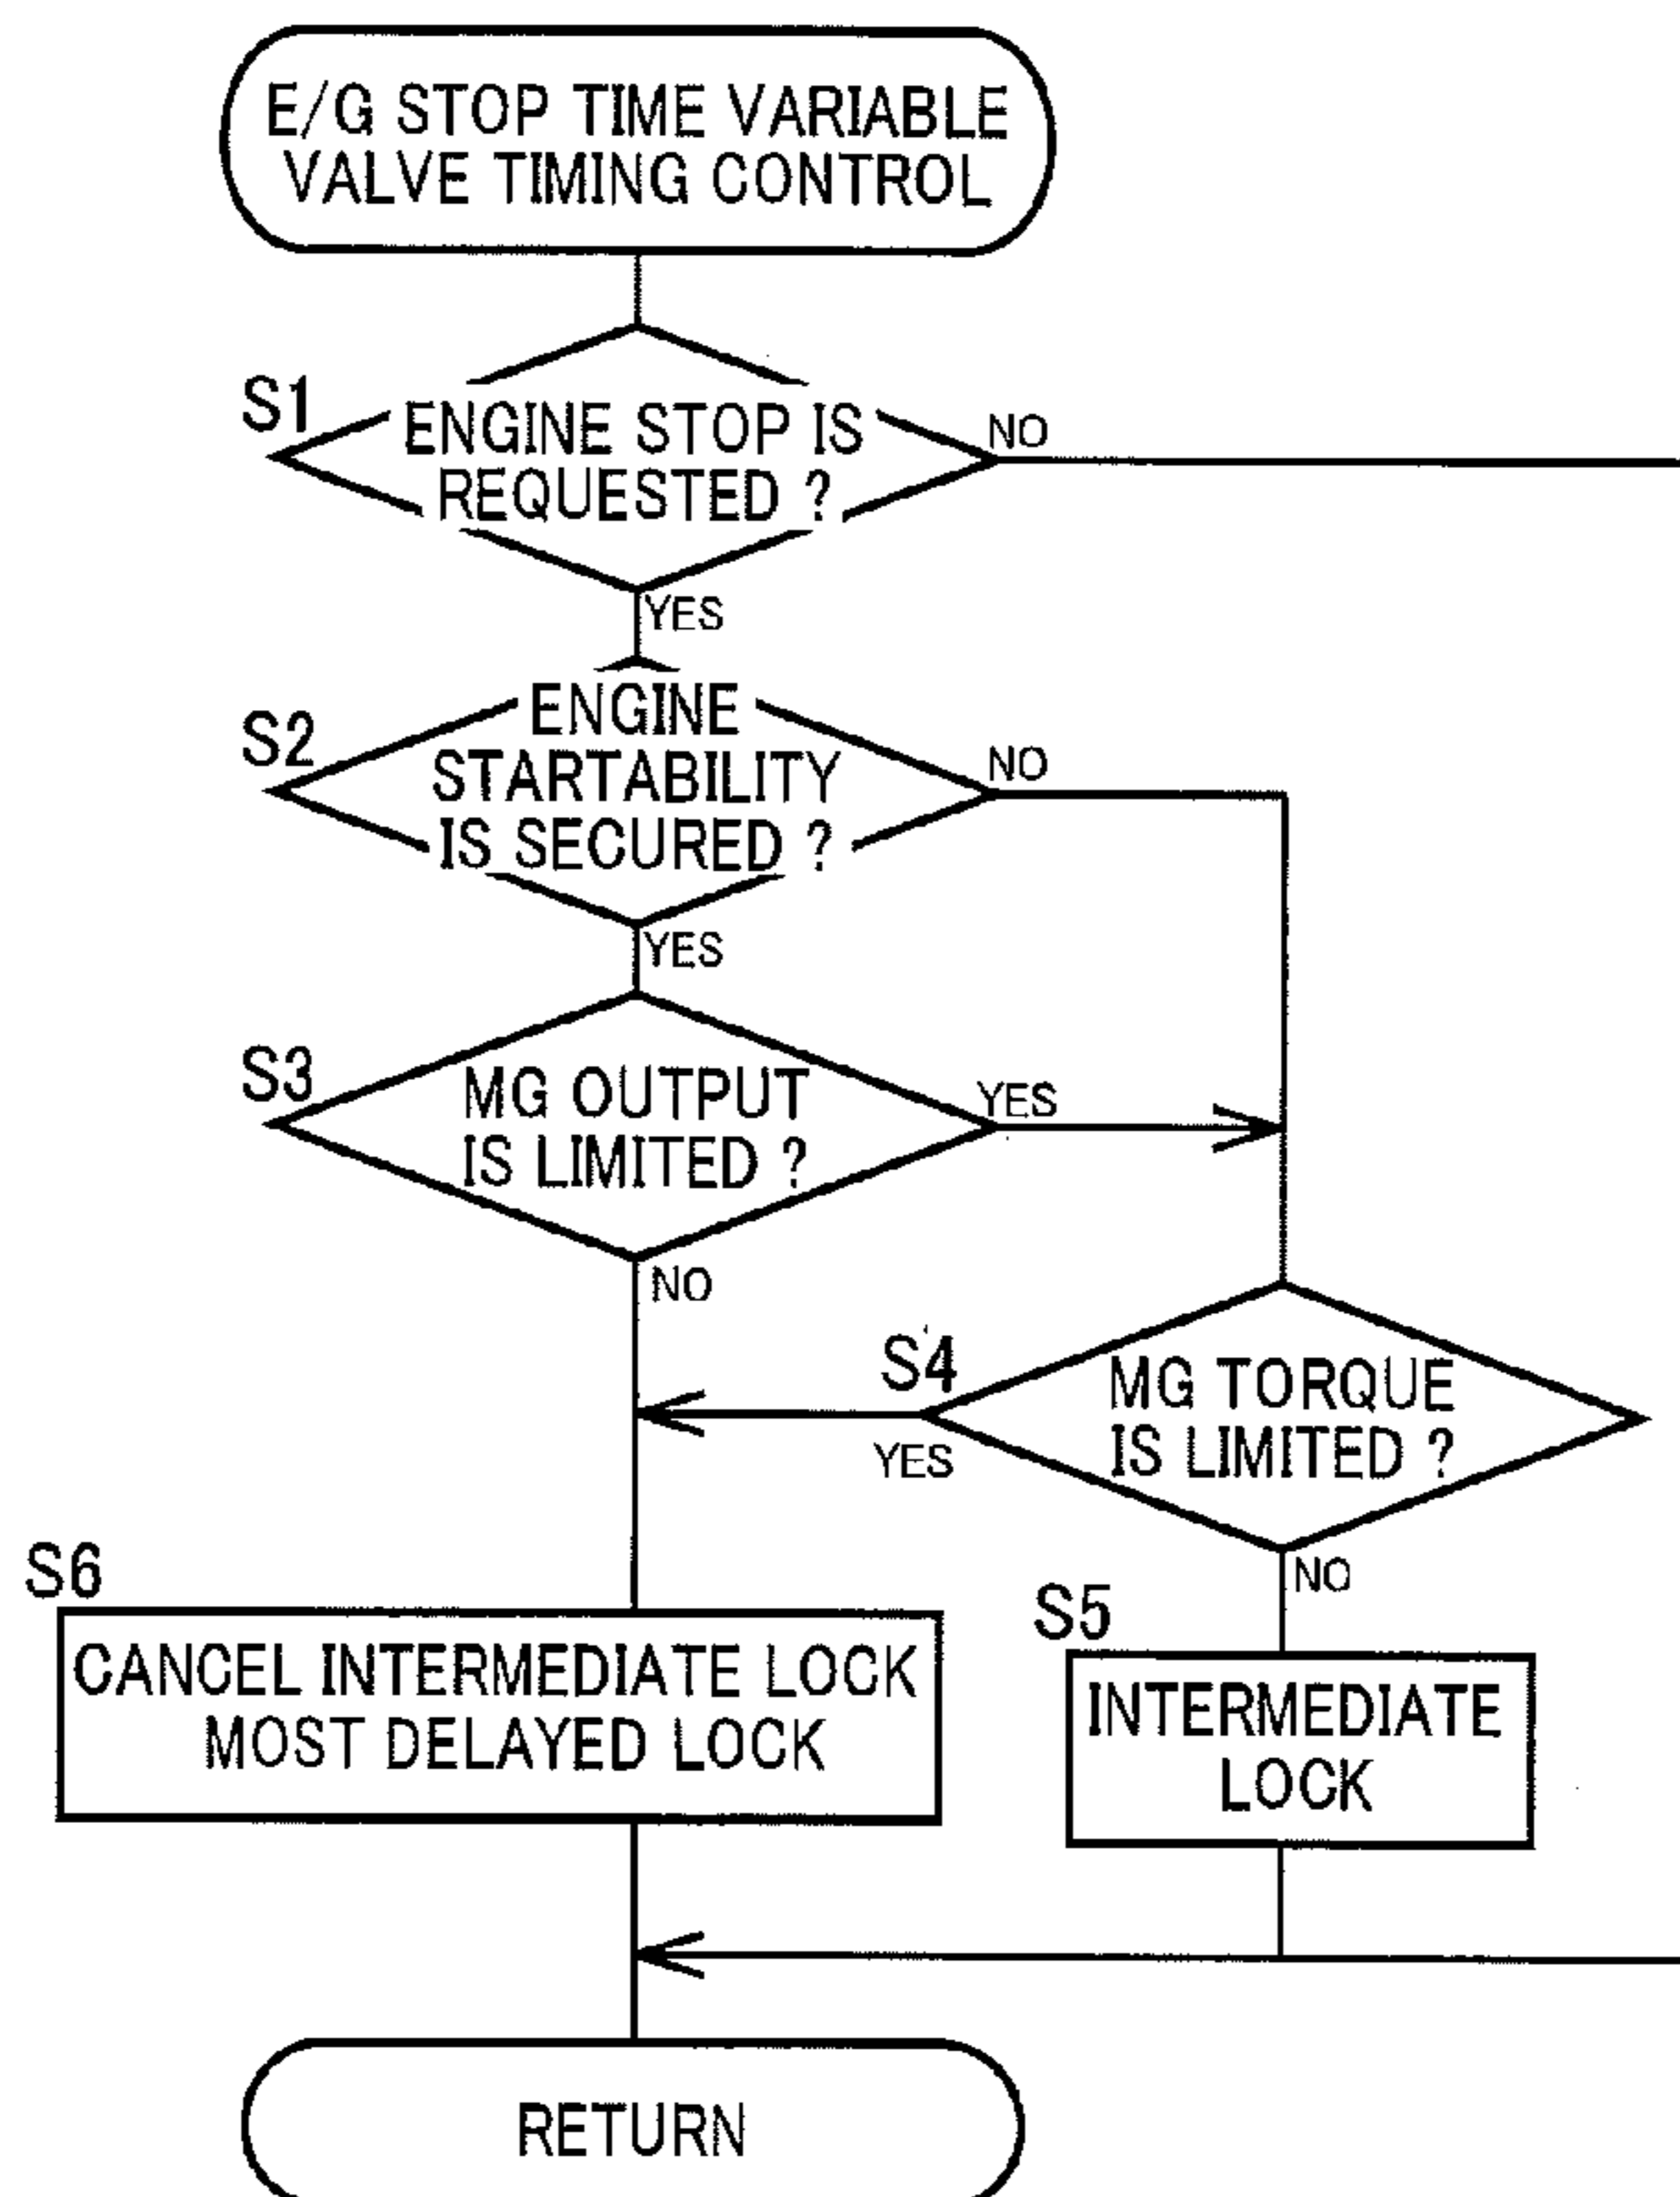 E/G STOP TIME VARIABLE
VALVE TIMING CONTROL
S1
ENGINE STOP IS
REQUESTED ?
NO
YES
S2
ENGINE
STARTABILITY
IS SECURED ?
NO
YES
S3
MG OUTPUT
IS LIMITED ?
YES
NO
S4
MG TORQUE
IS LIMITED ?
YES
NO
S6
CANCEL INTERMEDIATE LOCK
MOST DELAYED LOCK
S5
INTERMEDIATE
LOCK
RETURN